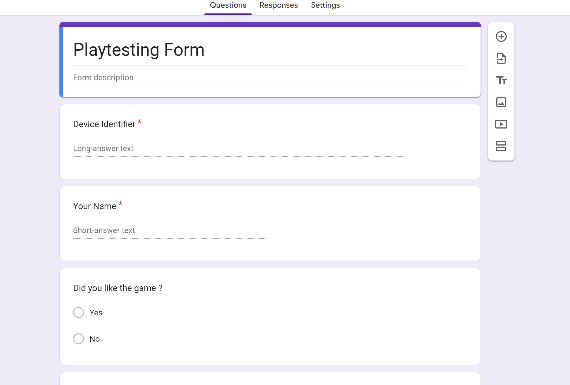 Questions Responses Settings
Playtesting Form
Form description
Device Identifier *
Long-answer text
Your Name *
Short-answer text
Did you like the game ?
Yes
No